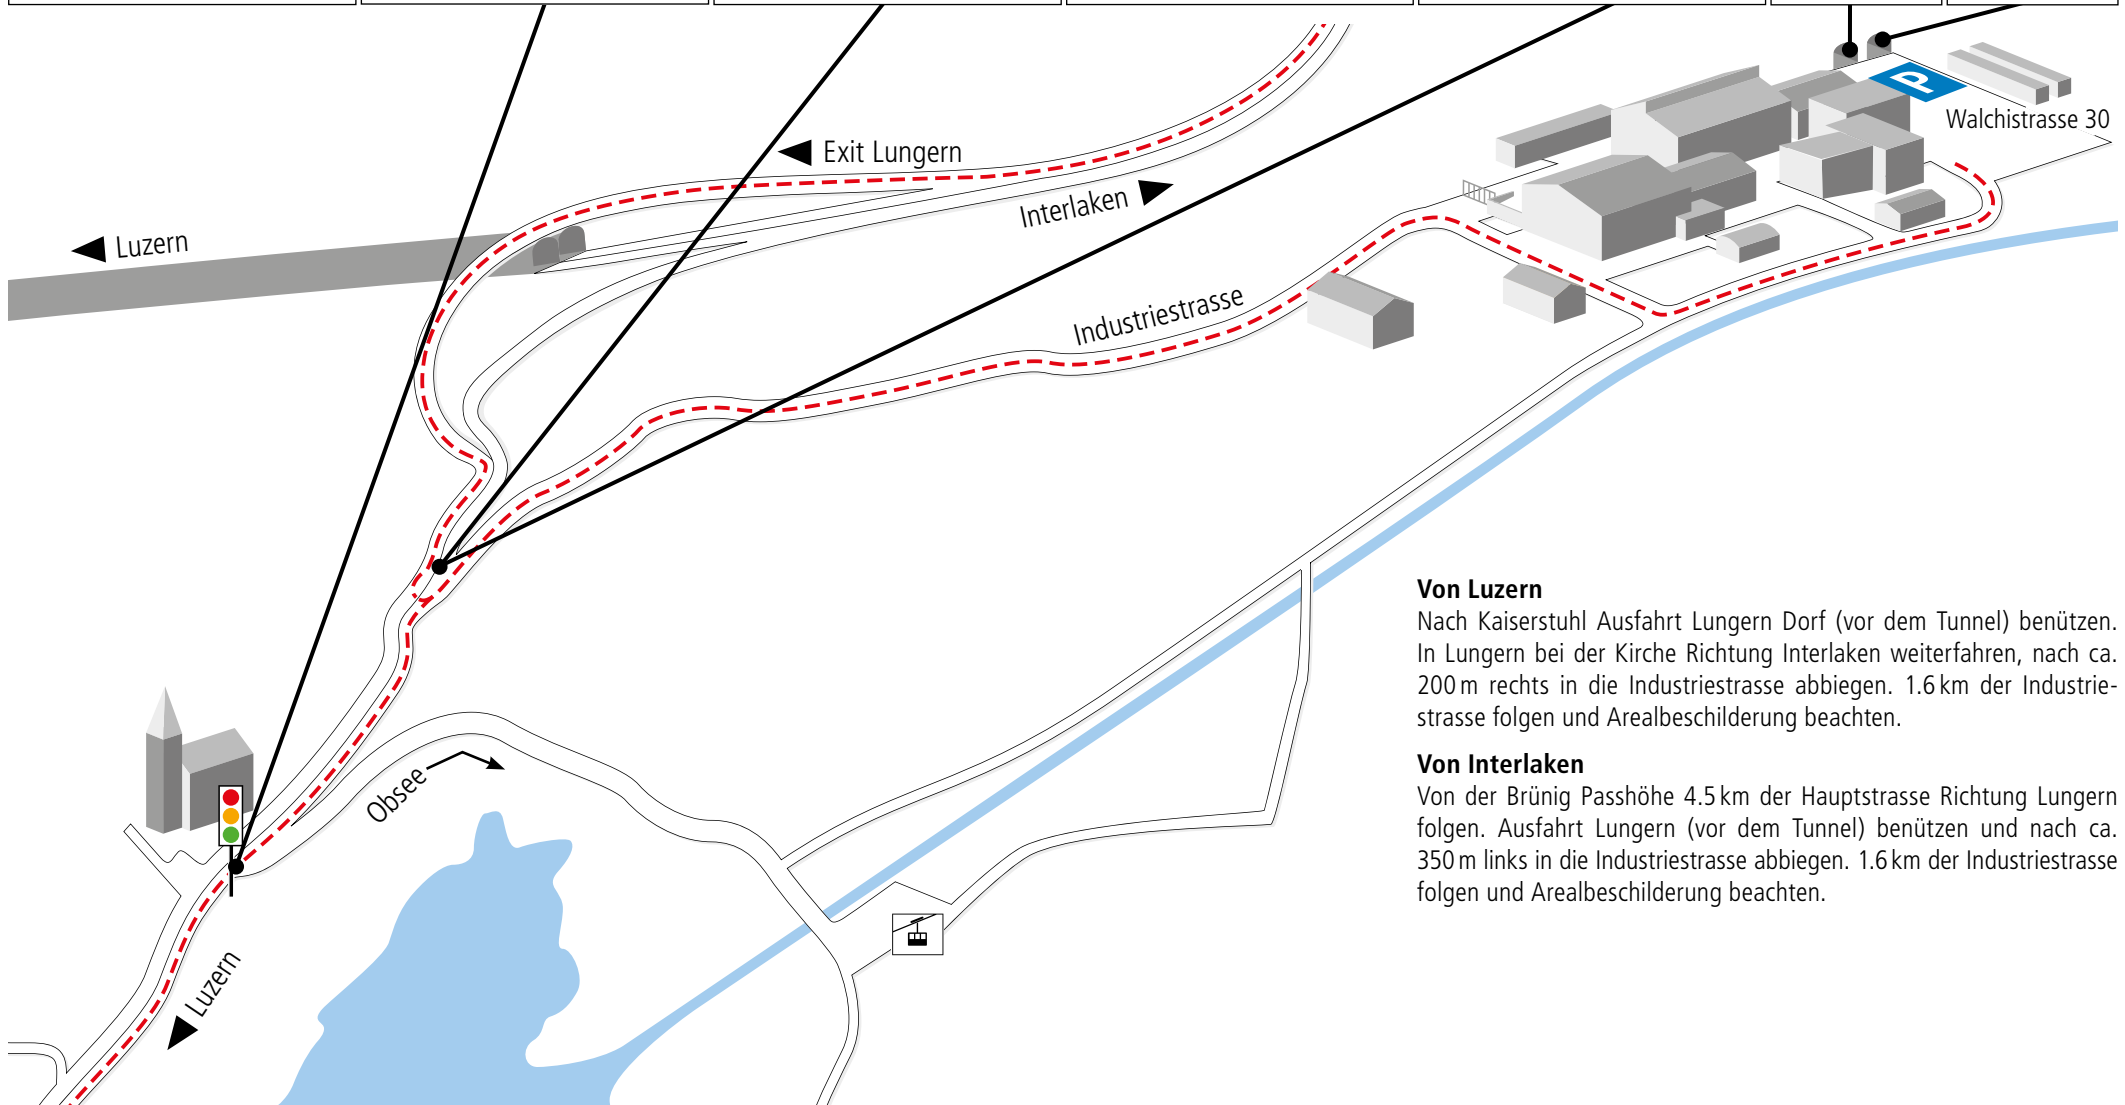 Walchistrasse 30
Exit Lungern
Interlaken
Luzern
Industriestrasse
P
Obsee
Luzern
Von Luzern
Nach Kaiserstuhl Ausfahrt Lungern Dorf (vor dem Tunnel) benützen.
In Lungern bei der Kirche Richtung Interlaken weiterfahren, nach ca.
200 m rechts in die Industriestrasse abbiegen. 1.6 km der Industrie-
strasse folgen und Arealbeschilderung beachten.
Von Interlaken
Von der Brünig Passhöhe 4.5 km der Hauptstrasse Richtung Lungern
folgen. Ausfahrt Lungern (vor dem Tunnel) benützen und nach ca.
350 m links in die Industriestrasse abbiegen. 1.6 km der Industriestrasse
folgen und Arealbeschilderung beachten.